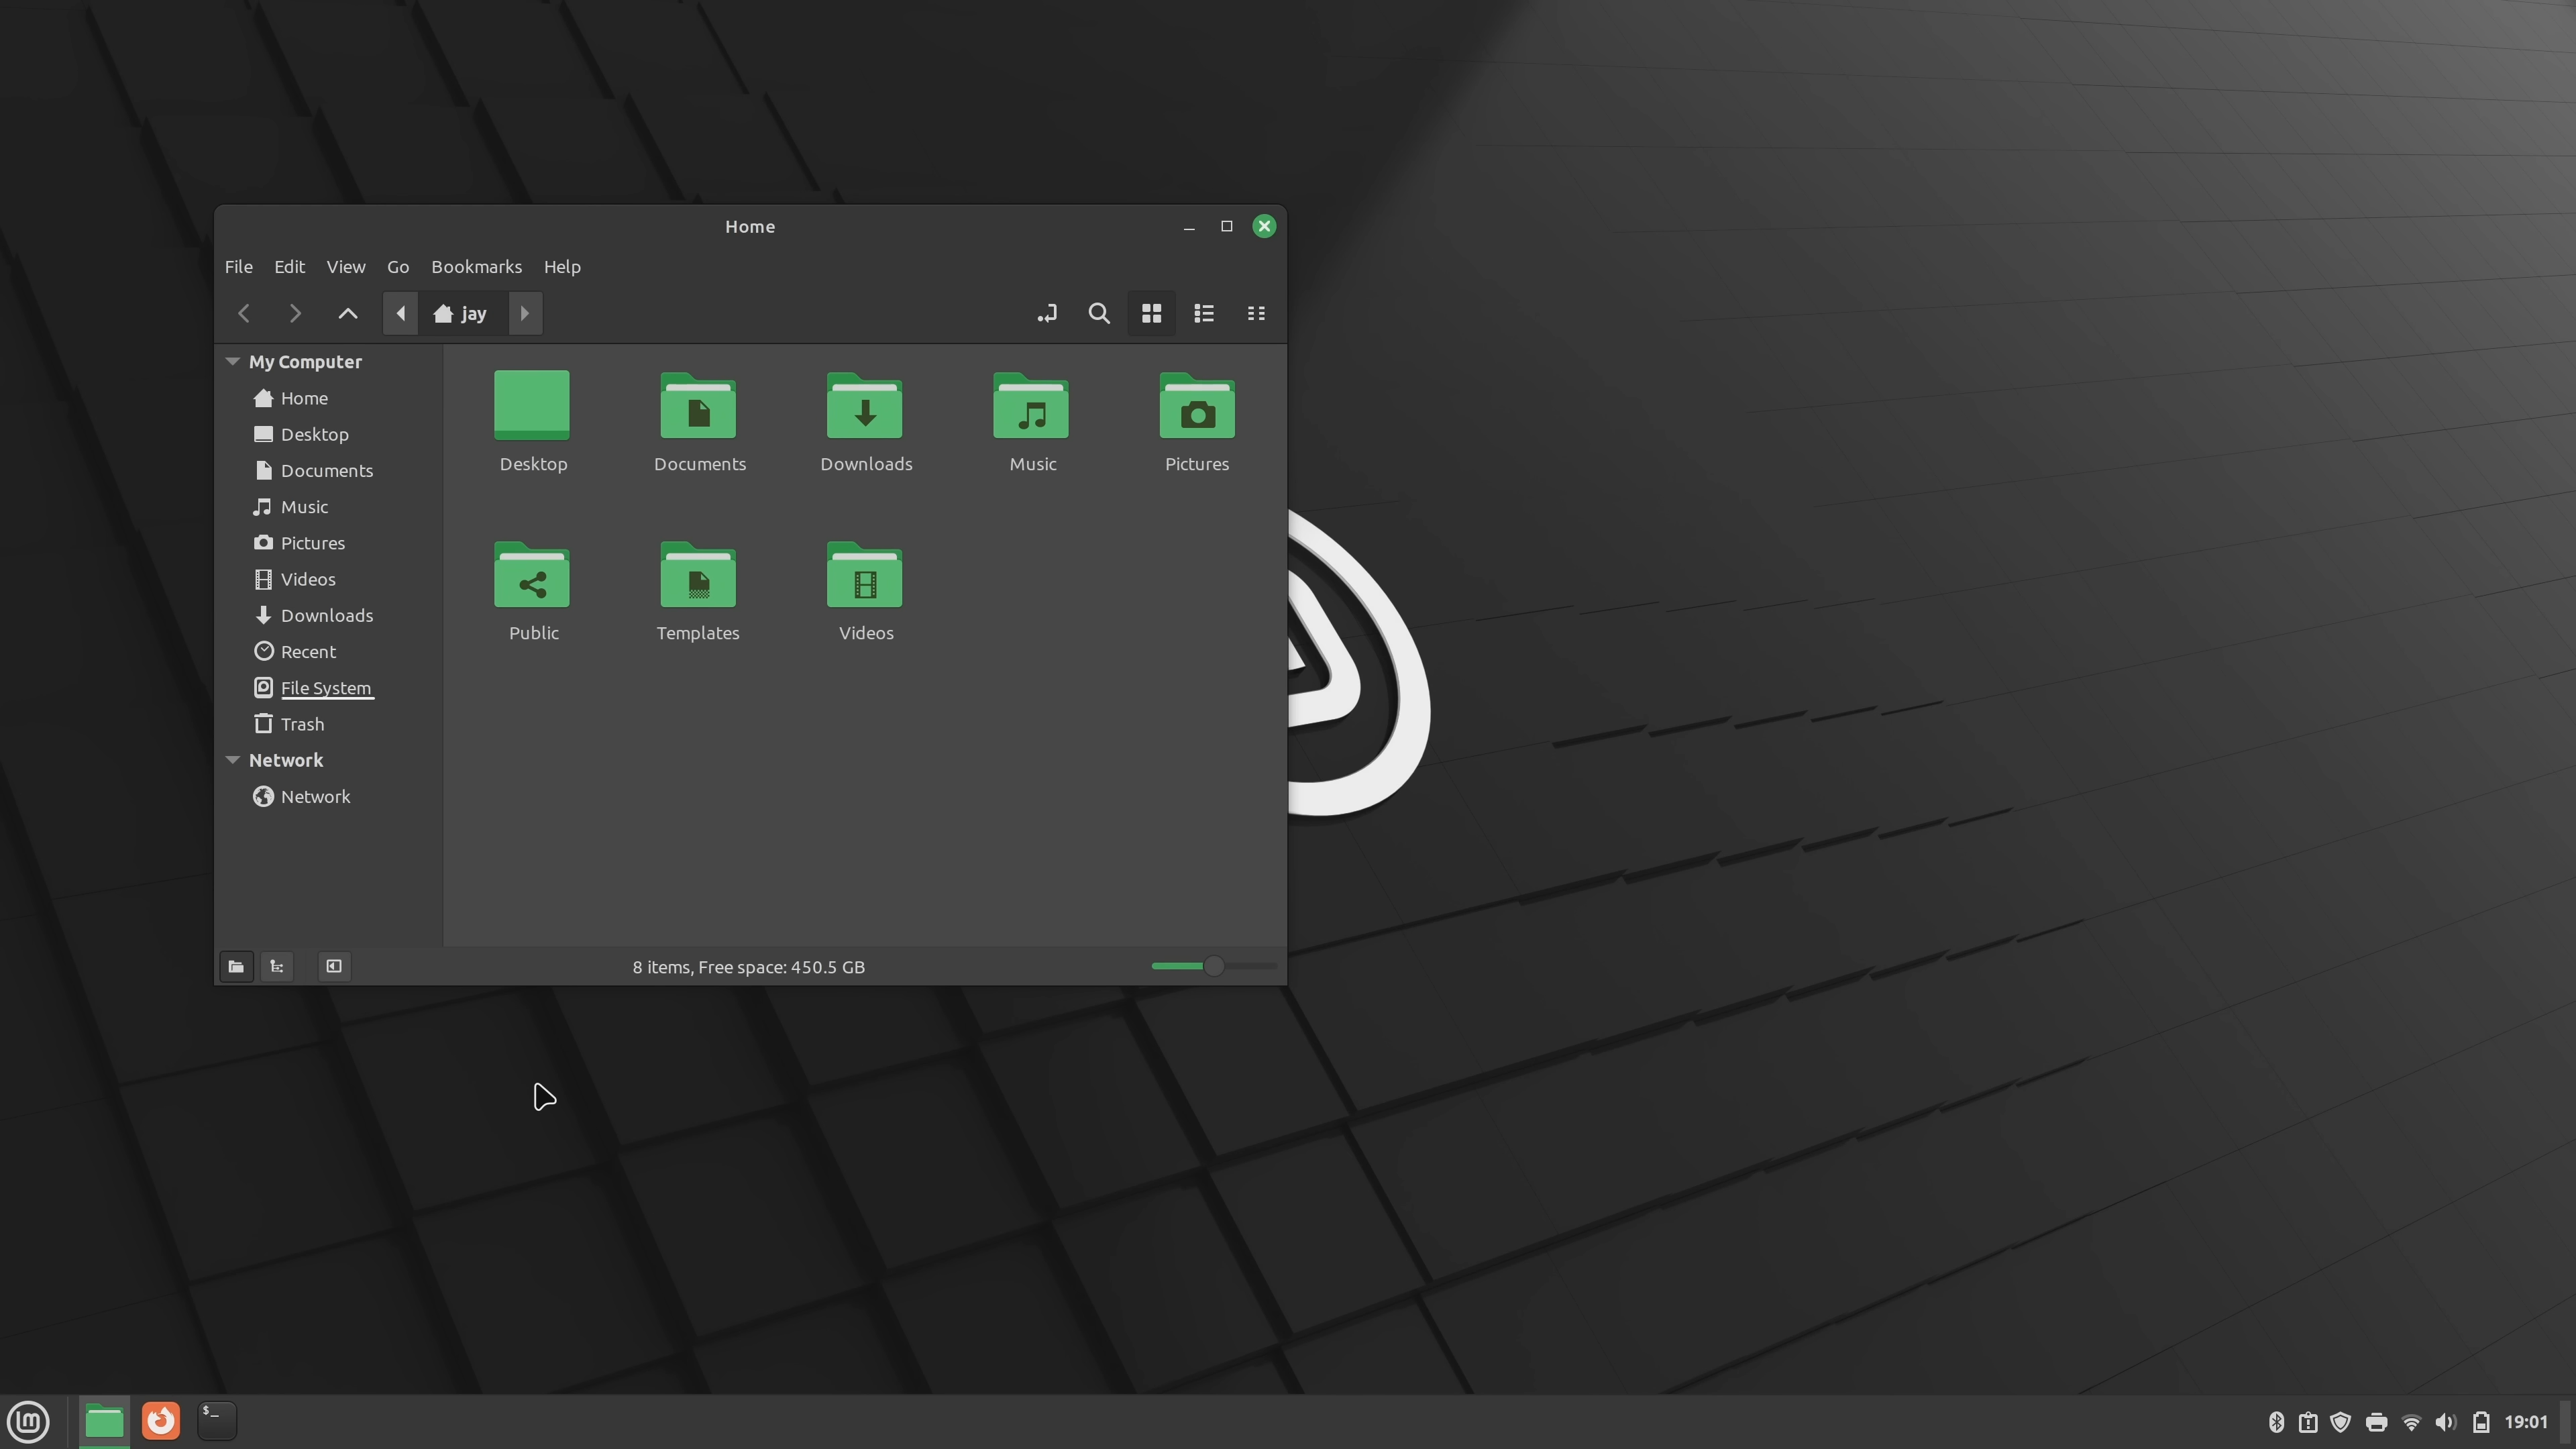 Home
File Edit View Go Bookmarks Help
jay
My Computer
Home
Desktop
Documents
Music
Pictures
Videos
Downloads
Recent
File System
Trash
Network
Network
Desktop Documents Downloads Music Pictures
Public Templates Videos
8 items, Free space: 450.5 GB
$_
19:01